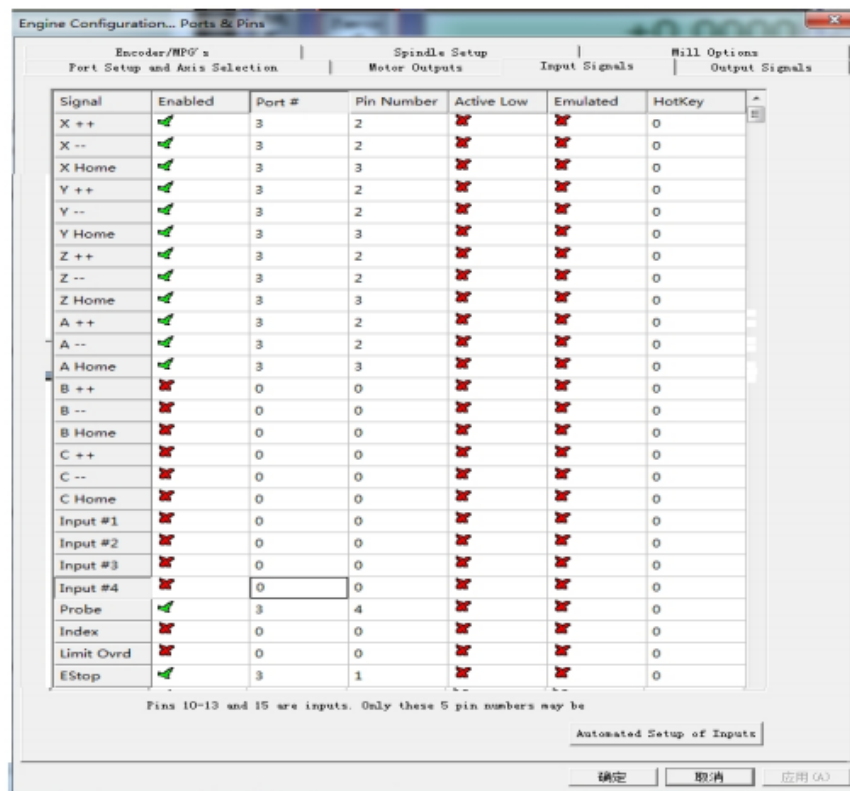 Engine Configuration... Ports & Pins
Encoder/MPG's Spindle Setup Mill Options
Port Setup and Axis Selection Motor Outputs Input Signals Output Signals
Signal Enabled Port # Pin Number Active Low Emulated HotKey
X ++ 3 2 0
X -- 3 2 0
X Home 3 3 0
Y ++ 3 2 0
Y -- 3 2 0
Y Home 3 3 0
Z ++ 3 2 0
Z -- 3 2 0
Z Home 3 3 0
A ++ 3 2 0
A -- 3 2 0
A Home 3 3 0
B ++ 0 0 0
B -- 0 0 0
B Home 0 0 0
C ++ 0 0 0
C -- 0 0 0
C Home 0 0 0
Input #1 0 0 0
Input #2 0 0 0
Input #3 0 0 0
Input #4 0 0 0
Probe 3 4 0
Index 0 0 0
Limit Ovrd 0 0 0
EStop 3 1 0
Pins 10-13 and 15 are inputs. Only these 5 pin numbers may be
Automated Setup of Inputs
确定 取消 应用(A)